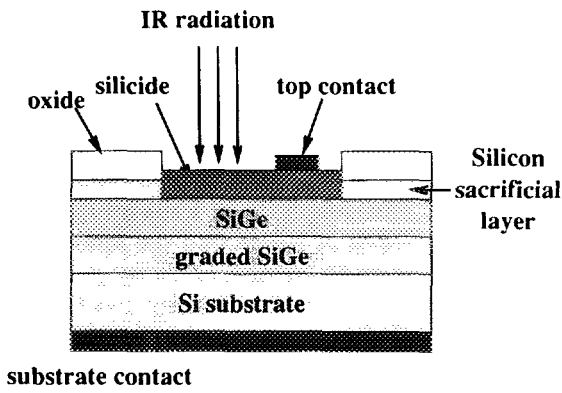 IR radiation
silicide
top contact
oxide
Silicon
sacrificial
layer
SiGe
graded SiGe
Si substrate
substrate contact